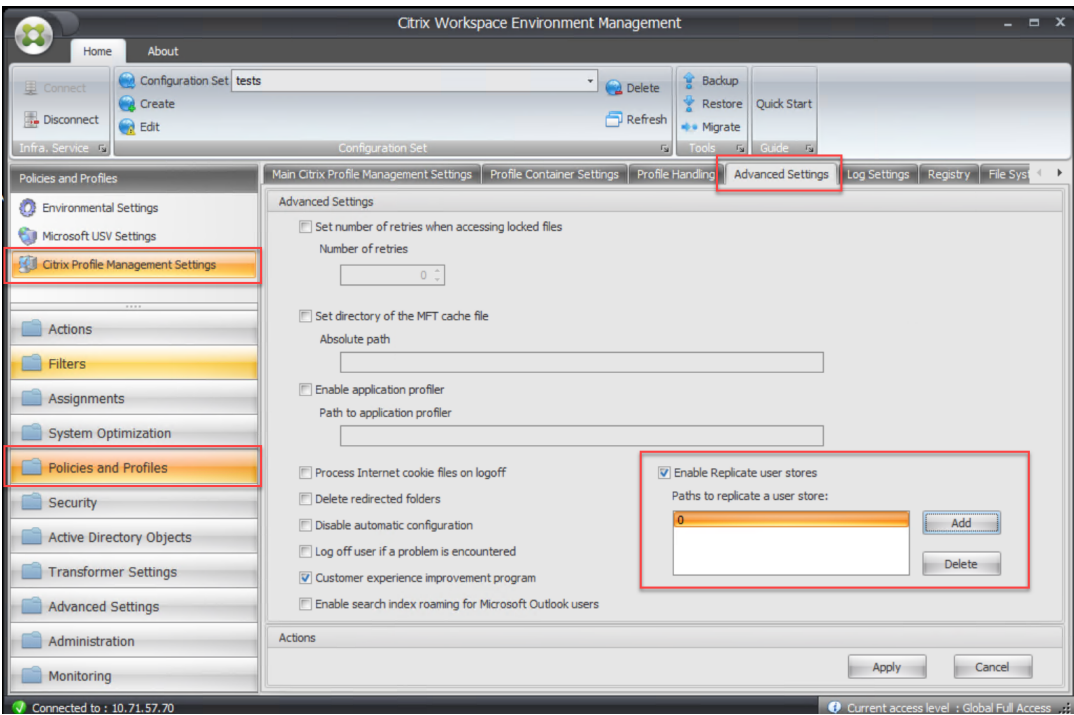 Citrix Workspace Environment Management
Home About
Connect
Disconnect
Infra. Service
Configuration Set tests
Create
Edit
Delete
Refresh
Configuration Set
Backup
Restore
Migrate
Tools
Quick Start
Guide
Policies and Profiles
Environmental Settings
Microsoft USV Settings
Citrix Profile Management Settings
Actions
Filters
Assignments
System Optimization
Policies and Profiles
Security
Active Directory Objects
Transformer Settings
Advanced Settings
Administration
Monitoring
Main Citrix Profile Management Settings Profile Container Settings Profile Handling Advanced Settings Log Settings Registry File Syst
Advanced Settings
Set number of retries when accessing locked files
Number of retries
0
Set directory of the MFT cache file
Absolute path
Enable application profiler
Path to application profiler
Process Internet cookie files on logoff
Delete redirected folders
Disable automatic configuration
Log off user if a problem is encountered
Customer experience improvement program
Enable search index roaming for Microsoft Outlook users
Enable Replicate user stores
Paths to replicate a user store:
0
Add
Delete
Actions
Apply Cancel
Connected to : 10.71.57.70 Current access level : Global Full Access